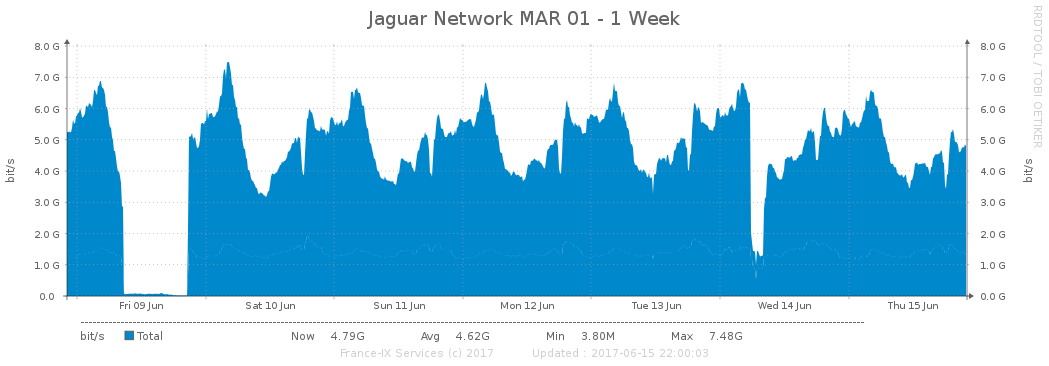 Jaguar Network MAR 01 - 1 Week
RRDTOOL / TOBI OETIKER
8.0 G 8.0 G
7.0 G 7.0 G
6.0 G 6.0 G
5.0 G 5.0 G
4.0 G 4.0 G
3.0 G 3.0 G
2.0 G 2.0 G
1.0 G 1.0 G
0.0 0.0 G
bit/s
bit/s
Fri 09 Jun Sat 10 Jun Sun 11 Jun Mon 12 Jun Tue 13 Jun Wed 14 Jun Thu 15 Jun
bit/s Total Now 4.79G Avg 4.62G Min 3.80M Max 7.48G
France-IX Services (c) 2017 Updated : 2017-06-15 22:00:03